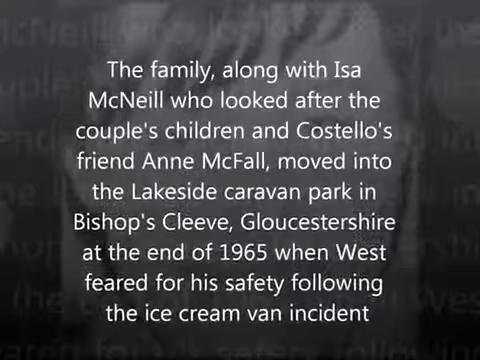 The family, along with Isa
McNeill who looked after the
couple's children and Costello's
friend Anne McFall, moved into
the Lakeside caravan park in
Bishop's Cleeve, Gloucestershire
at the end of 1965 when West
feared for his safety following
the ice cream van incident